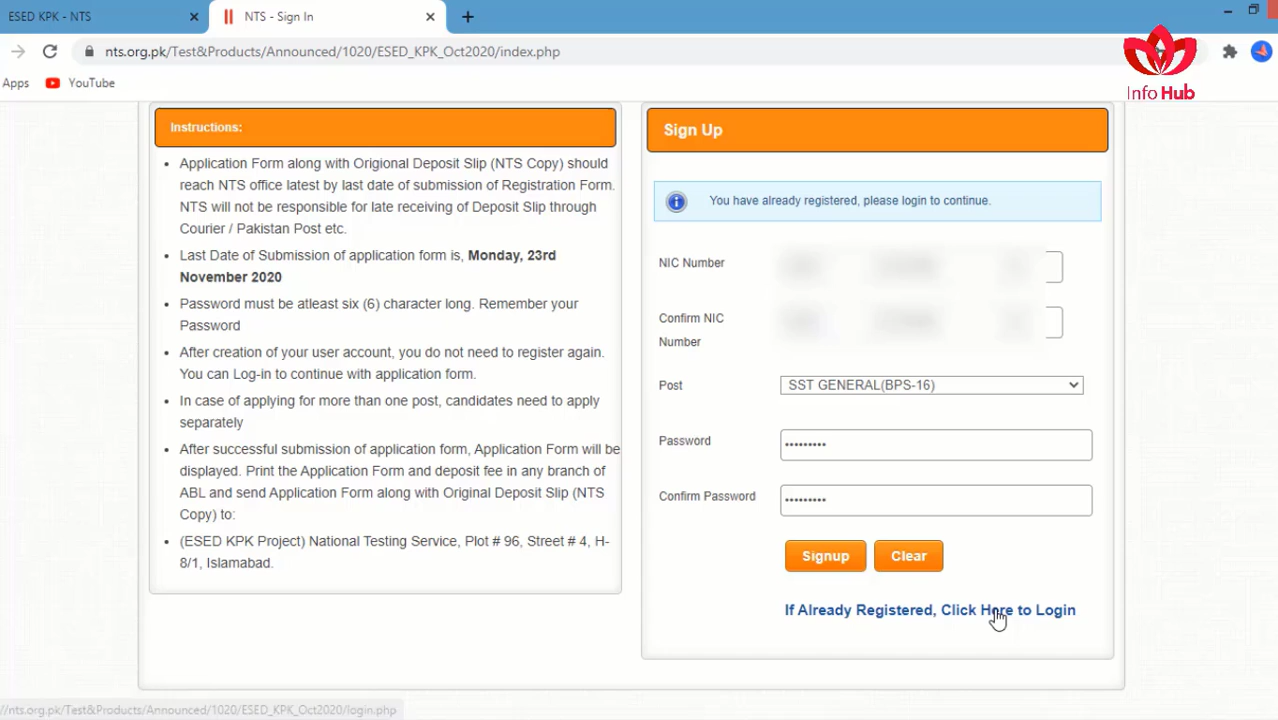 ESED KPK - NTS
NTS - Sign In
nts.org.pk/Test&Products/Announced/1020/ESED_KPK_Oct2020/index.php
Apps
YouTube
Info Hub
Instructions:
Application Form along with Origional Deposit Slip (NTS Copy) should
reach NTS office latest by last date of submission of Registration Form.
NTS will not be responsible for late receiving of Deposit Slip through
Courier / Pakistan Post etc.
Last Date of Submission of application form is, Monday, 23rd
November 2020
Password must be atleast six (6) character long. Remember your
Password
After creation of your user account, you do not need to register again.
You can Log-in to continue with application form.
In case of applying for more than one post, candidates need to apply
separately
After successful submission of application form, Application Form will be
displayed. Print the Application Form and deposit fee in any branch of
ABL and send Application Form along with Original Deposit Slip (NTS
Copy) to:
(ESED KPK Project) National Testing Service, Plot # 96, Street # 4, H-
8/1, Islamabad.
Sign Up
You have already registered, please login to continue.
NIC Number
Confirm NIC
Number
Post
SST GENERAL(BPS-16)
Password
•••••••••
Confirm Password
•••••••••
Signup
Clear
If Already Registered, Click Here to Login
//nts.org.pk/Test&Products/Announced/1020/ESED_KPK_Oct2020/login.php